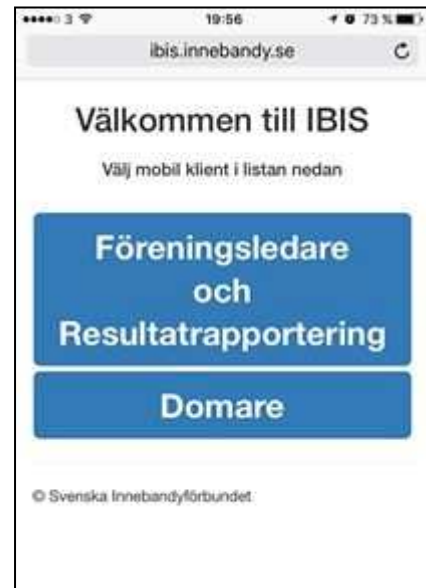 3 19:56 73 %
ibis.innebandy.se
Välkommen till IBIS
Välj mobil klient i listan nedan
Föreningsledare
och
Resultatrapportering
Domare
© Svenska Innebandyförbundet